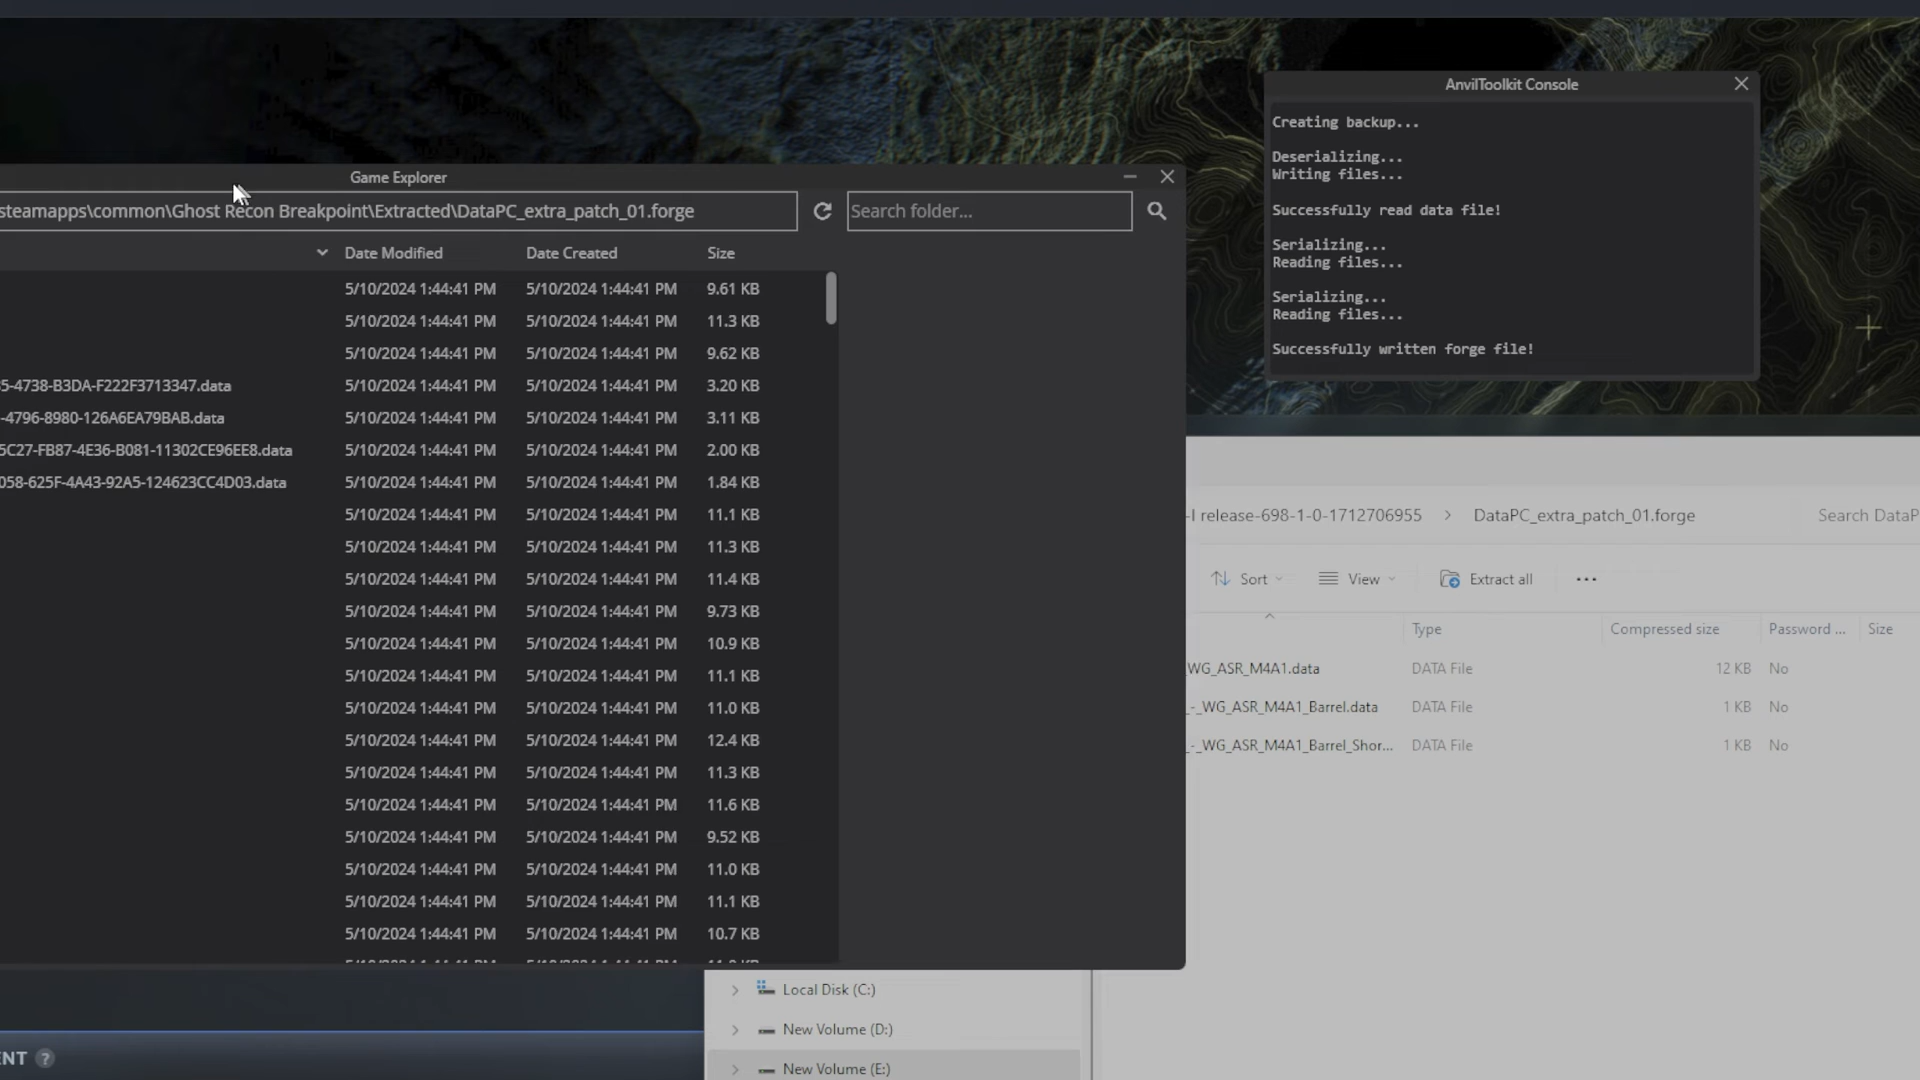 AnvilToolkit Console
Creating backup...
Deserializing...
Writing files...
Successfully read data file!
Serializing...
Reading files...
Serializing...
Reading files...
Successfully written forge file!
Game Explorer
steamapps\common\Ghost Recon Breakpoint\Extracted\DataPC_extra_patch_01.forge
Search folder...
Date Modified Date Created Size
5/10/2024 1:44:41 PM 5/10/2024 1:44:41 PM 9.61 KB
5/10/2024 1:44:41 PM 5/10/2024 1:44:41 PM 11.3 KB
5/10/2024 1:44:41 PM 5/10/2024 1:44:41 PM 9.62 KB
5-4738-B3DA-F222F3713347.data 5/10/2024 1:44:41 PM 5/10/2024 1:44:41 PM 3.20 KB
-4796-8980-126A6EA79BAB.data 5/10/2024 1:44:41 PM 5/10/2024 1:44:41 PM 3.11 KB
5C27-FB87-4E36-B081-11302CE96EE8.data 5/10/2024 1:44:41 PM 5/10/2024 1:44:41 PM 2.00 KB
058-625F-4A43-92A5-124623CC4D03.data 5/10/2024 1:44:41 PM 5/10/2024 1:44:41 PM 1.84 KB
5/10/2024 1:44:41 PM 5/10/2024 1:44:41 PM 11.1 KB
5/10/2024 1:44:41 PM 5/10/2024 1:44:41 PM 11.3 KB
5/10/2024 1:44:41 PM 5/10/2024 1:44:41 PM 11.4 KB
5/10/2024 1:44:41 PM 5/10/2024 1:44:41 PM 9.73 KB
5/10/2024 1:44:41 PM 5/10/2024 1:44:41 PM 10.9 KB
5/10/2024 1:44:41 PM 5/10/2024 1:44:41 PM 11.1 KB
5/10/2024 1:44:41 PM 5/10/2024 1:44:41 PM 11.0 KB
5/10/2024 1:44:41 PM 5/10/2024 1:44:41 PM 12.4 KB
5/10/2024 1:44:41 PM 5/10/2024 1:44:41 PM 11.3 KB
5/10/2024 1:44:41 PM 5/10/2024 1:44:41 PM 11.6 KB
5/10/2024 1:44:41 PM 5/10/2024 1:44:41 PM 9.52 KB
5/10/2024 1:44:41 PM 5/10/2024 1:44:41 PM 11.0 KB
5/10/2024 1:44:41 PM 5/10/2024 1:44:41 PM 11.1 KB
5/10/2024 1:44:41 PM 5/10/2024 1:44:41 PM 10.7 KB
-I release-698-1-0-1712706955 > DataPC_extra_patch_01.forge Search DataP
Sort View Extract all ...
Type Compressed size Password ... Size
WG_ASR_M4A1.data DATA File 12 KB No
_-_WG_ASR_M4A1_Barrel.data DATA File 1 KB No
_-_WG_ASR_M4A1_Barrel_Shor... DATA File 1 KB No
Local Disk (C:)
New Volume (D:)
New Volume (E:)
ENT ?